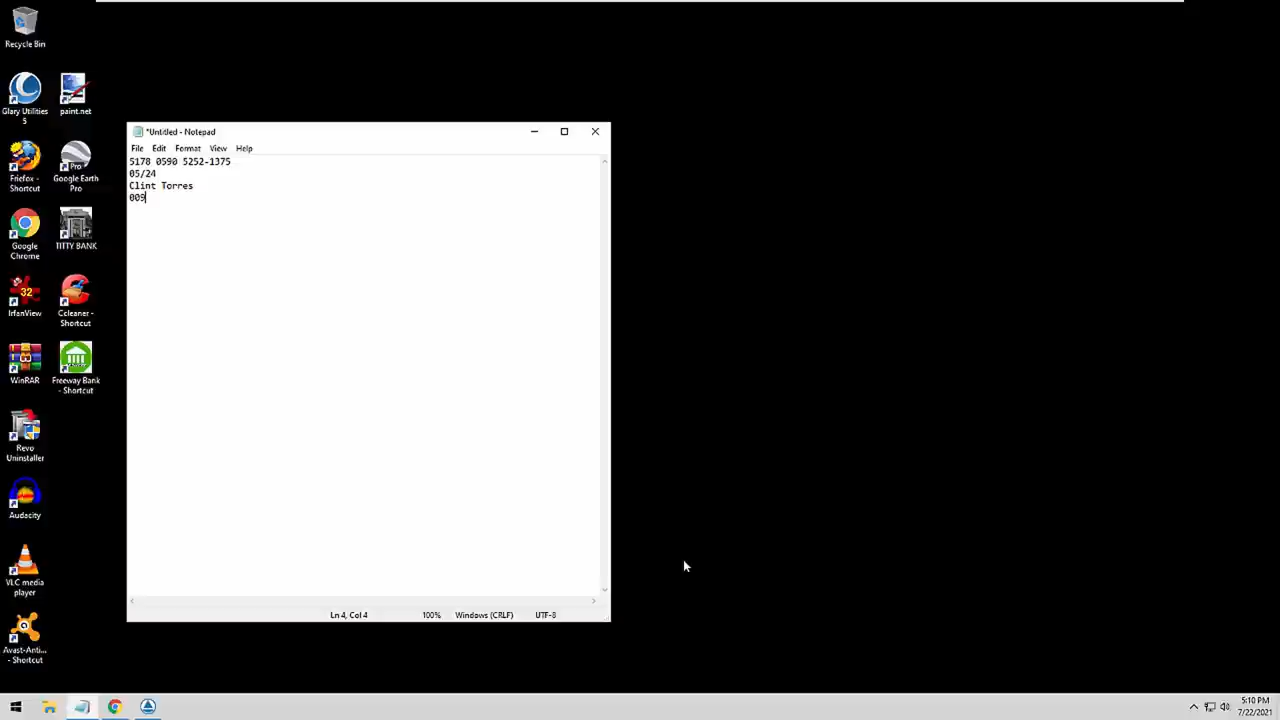 Recycle Bin
Glary Utilities 5
paint.net
Friefox - Shortcut
Google Earth Pro
Google Chrome
TITTY BANK
IrfanView
Ccleaner - Shortcut
WinRAR
Freeway Bank - Shortcut
Revo Uninstaller
Audacity
VLC media player
Avast-Anti... - Shortcut
*Untitled - Notepad
File Edit Format View Help
5178 0590 5252-1375
05/24
Clint Torres
009
Ln 4, Col 4 100% Windows (CRLF) UTF-8
5:10 PM
7/22/2021